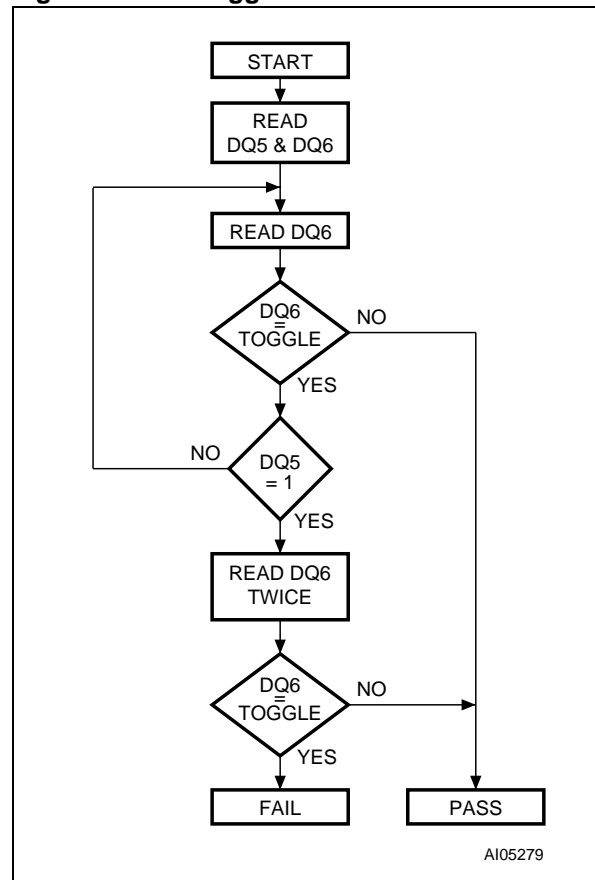 START
READ
DQ5 & DQ6
READ DQ6
DQ6
=
TOGGLE
NO
YES
NO
DQ5
= 1
YES
READ DQ6
TWICE
DQ6
=
TOGGLE
NO
YES
FAIL
PASS
AI05279